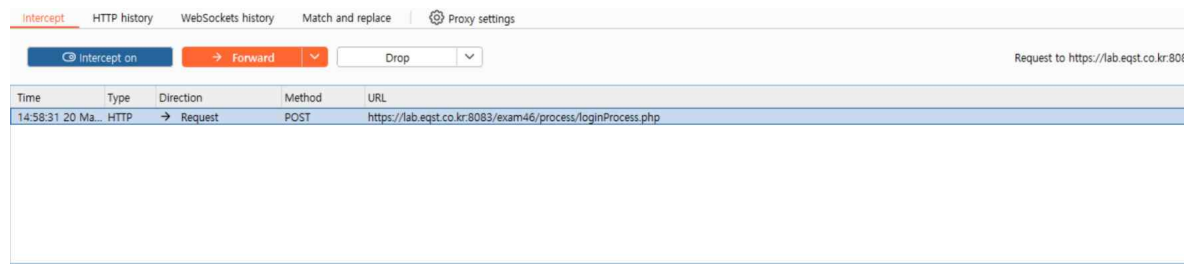 Intercept HTTP history WebSockets history Match and replace Proxy settings
Intercept on → Forward Drop Request to https://lab.eqst.co.kr:808
Time Type Direction Method URL
14:58:31 20 Ma... HTTP → Request POST https://lab.eqst.co.kr:8083/exam46/process/loginProcess.php